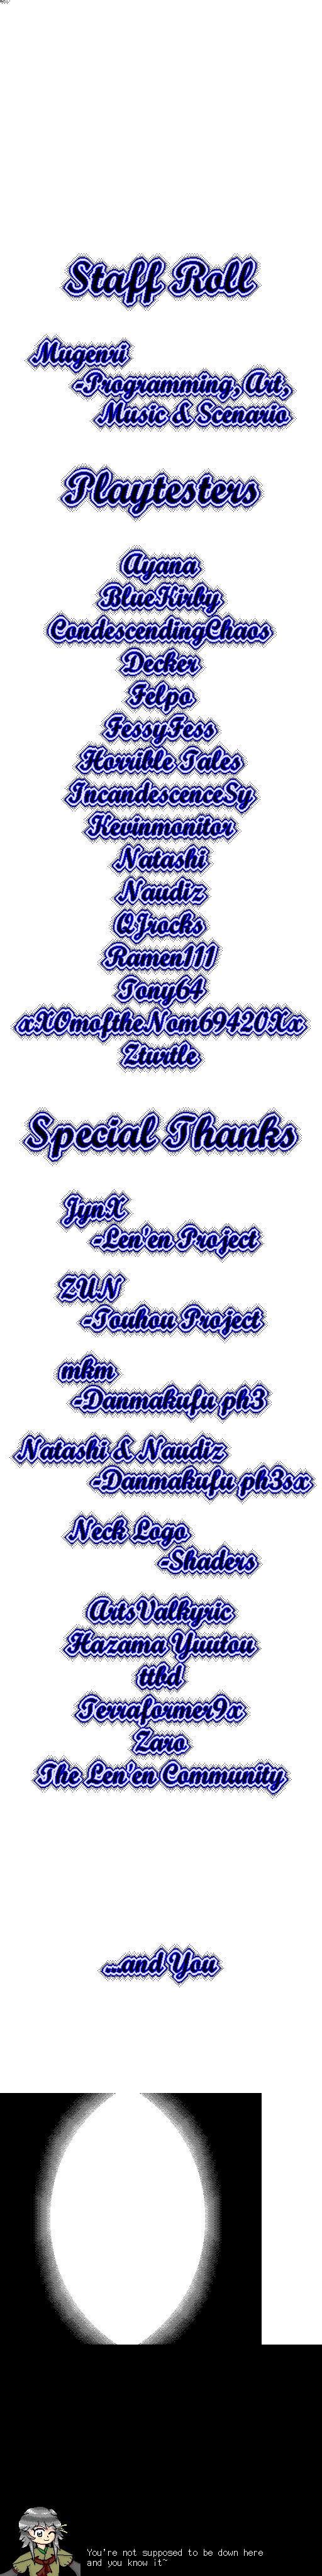 Staff Roll
Mugenri
-Programming, Art,
Music & Scenario
Playtesters
Ayana
BlueKirby
CondescendingChaos
Decker
Felpo
FessyFess
Horrible Tales
IncandescenceSy
Kevinmonitor
Natashi
Naudiz
QJrocks
Ramen111
Tony64
xXOmoftheNom69420Xx
Zturtle
Special Thanks
JynX
-Len'en Project
ZUN
-Touhou Project
mkm
-Danmakufu ph3
Natashi & Naudiz
-Danmakufu ph3sx
Neck Logo
-Shaders
ArtsValkyric
Hazama Yuutou
ttbd
Terraformer9x
Zaro
The Len'en Community
...and You
You're not supposed to be down here
and you know it~